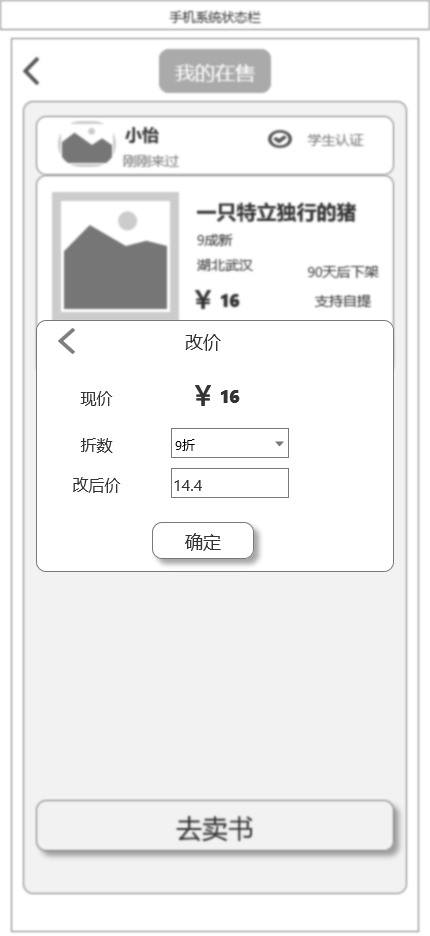 手机系统状态栏
我的在售
小怡
学生认证
刚刚来过
一只特立独行的猪
9成新
湖北武汉
90天后下架
￥ 16
支持自提
改价
现价
￥ 16
折数
9折
改后价
14.4
确定
去卖书